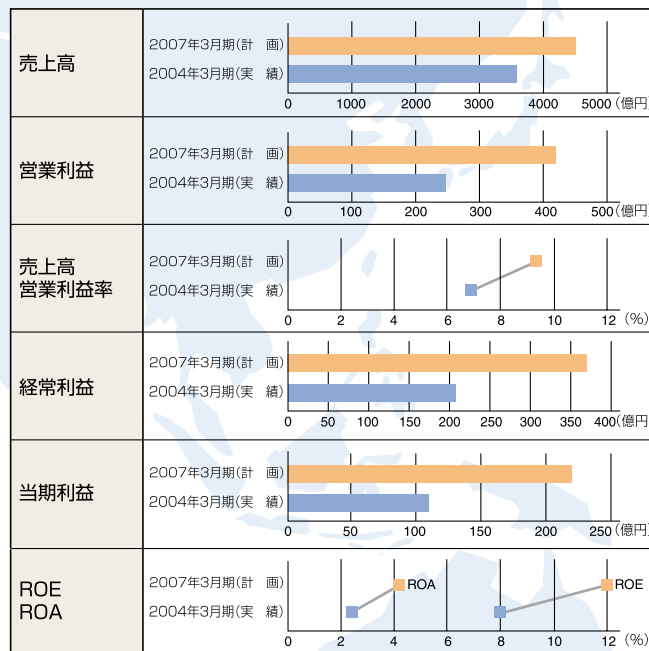 売上高
2007年3月期(計 画)
2004年3月期(実 績)
0 1000 2000 3000 4000 5000 (億円)
営業利益
2007年3月期(計 画)
2004年3月期(実 績)
0 100 200 300 400 500 (億円)
売上高
営業利益率
2007年3月期(計 画)
2004年3月期(実 績)
0 2 4 6 8 10 12 (%)
経常利益
2007年3月期(計 画)
2004年3月期(実 績)
0 50 100 150 200 250 300 350 400 (億円
当期利益
2007年3月期(計 画)
2004年3月期(実 績)
0 50 100 150 200 250 (億円)
ROE
ROA
2007年3月期(計 画) ROA ROE
2004年3月期(実 績)
0 2 4 6 8 10 12 (%)